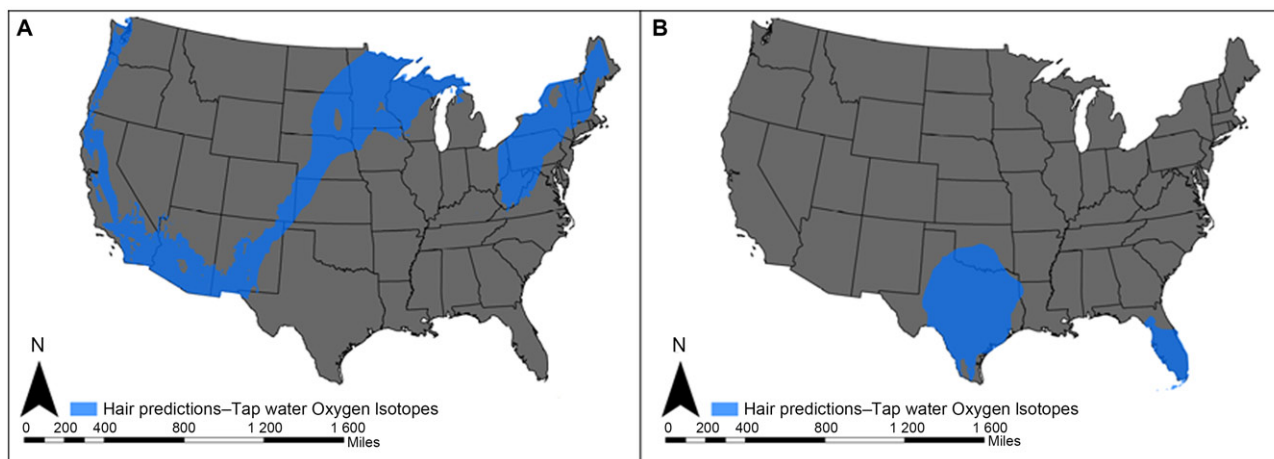 A
N
Hair predictions–Tap water Oxygen Isotopes
0 200 400 800 1 200 1 600
Miles
B
N
Hair predictions–Tap water Oxygen Isotopes
0 200 400 800 1 200 1 600
Miles